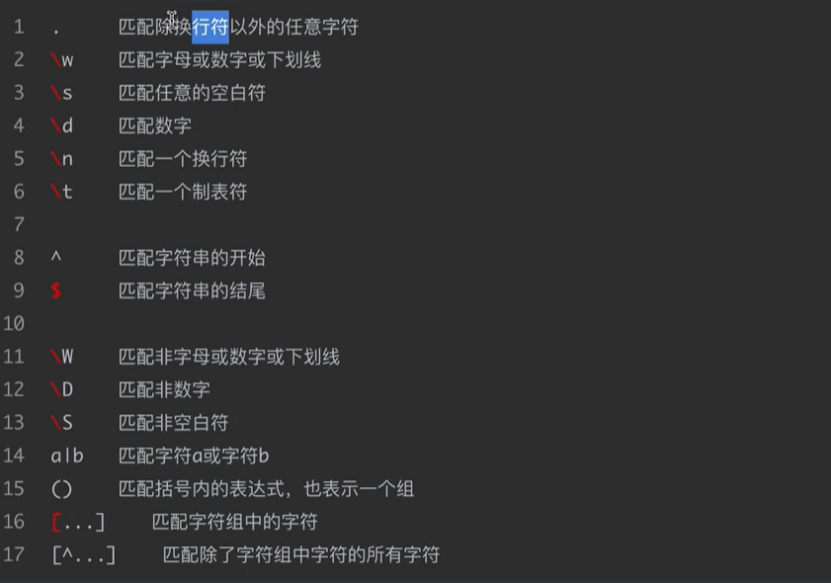 1 . 匹配除换行符以外的任意字符
2 \w 匹配字母或数字或下划线
3 \s 匹配任意的空白符
4 \d 匹配数字
5 \n 匹配一个换行符
6 \t 匹配一个制表符
7
8 ^ 匹配字符串的开始
9 $ 匹配字符串的结尾
10
11 \W 匹配非字母或数字或下划线
12 \D 匹配非数字
13 \S 匹配非空白符
14 a|b 匹配字符a或字符b
15 () 匹配括号内的表达式，也表示一个组
16 [...] 匹配字符组中的字符
17 [^...] 匹配除了字符组中字符的所有字符